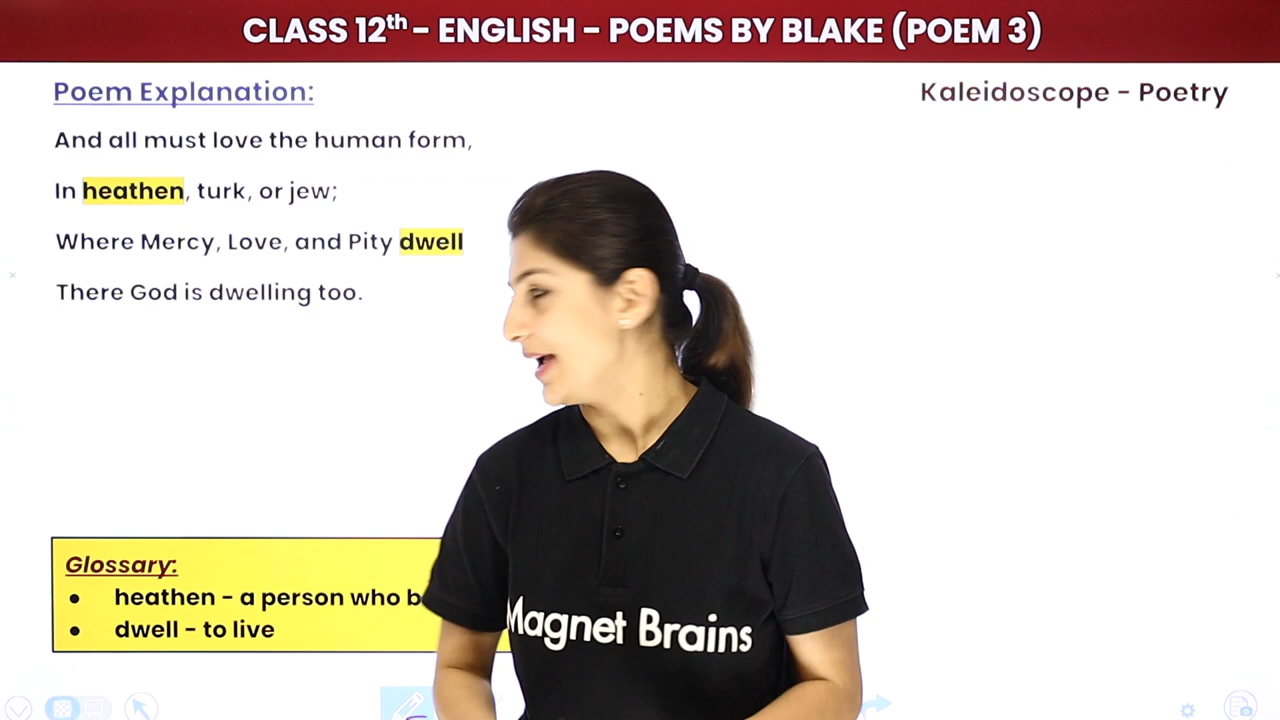 CLASS 12th - ENGLISH - POEMS BY BLAKE (POEM 3)
Poem Explanation:
Kaleidoscope - Poetry
And all must love the human form,
In heathen, turk, or jew;
Where Mercy, Love, and Pity dwell
There God is dwelling too.
Glossary:
● heathen - a person who
● dwell - to live
Magnet Brains